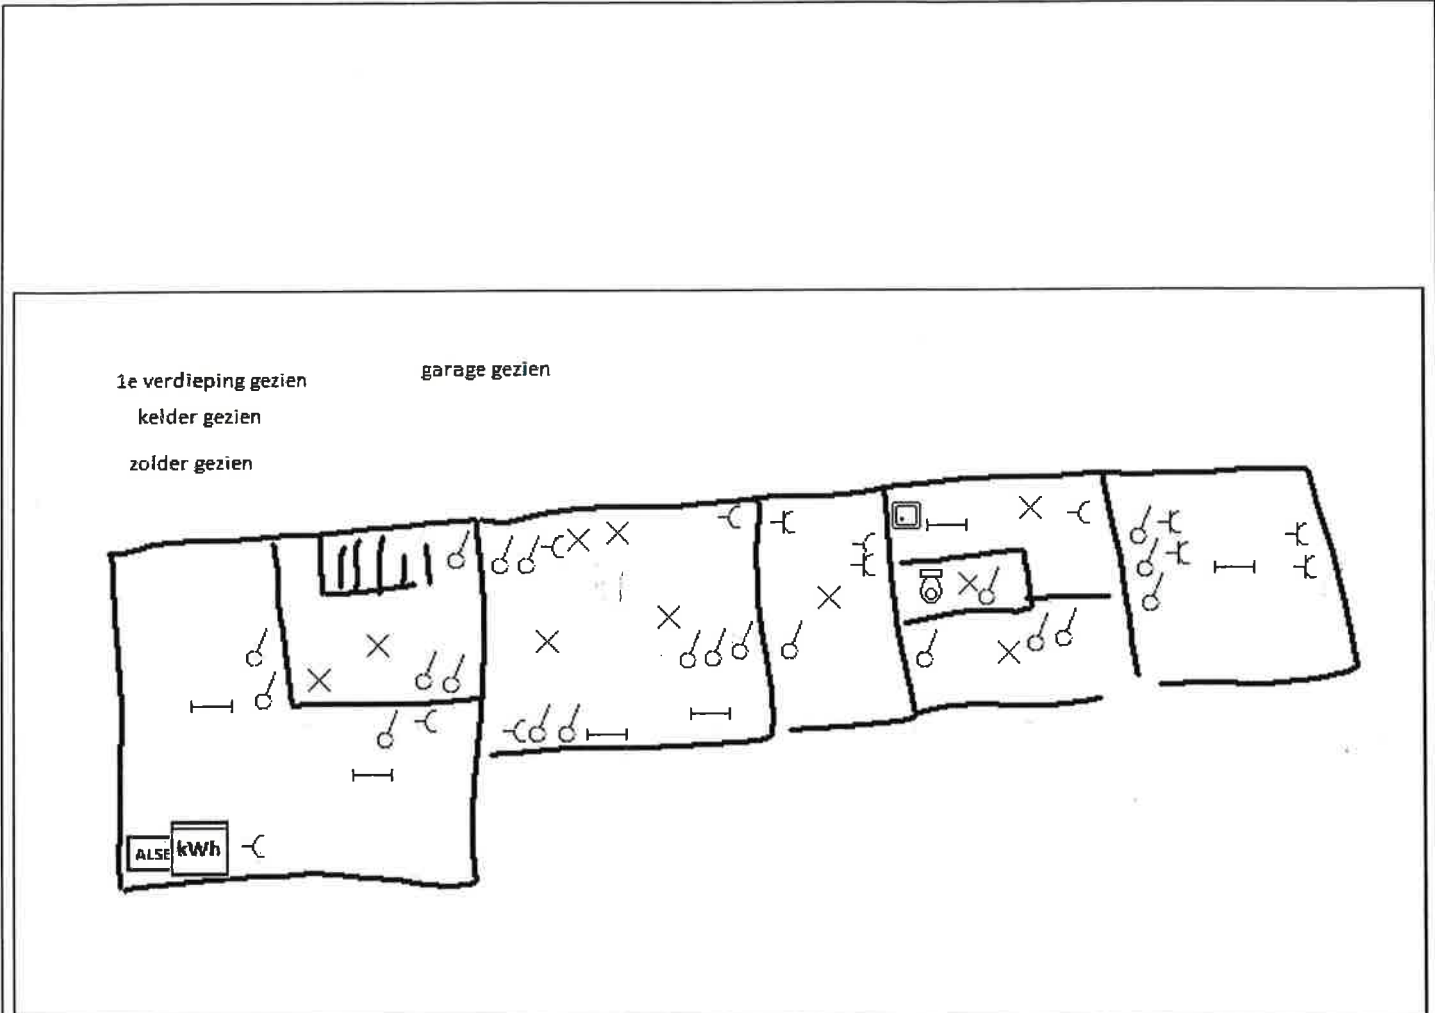 1e verdieping gezien
garage gezien
kelder gezien
zolder gezien
ALSE
kWh